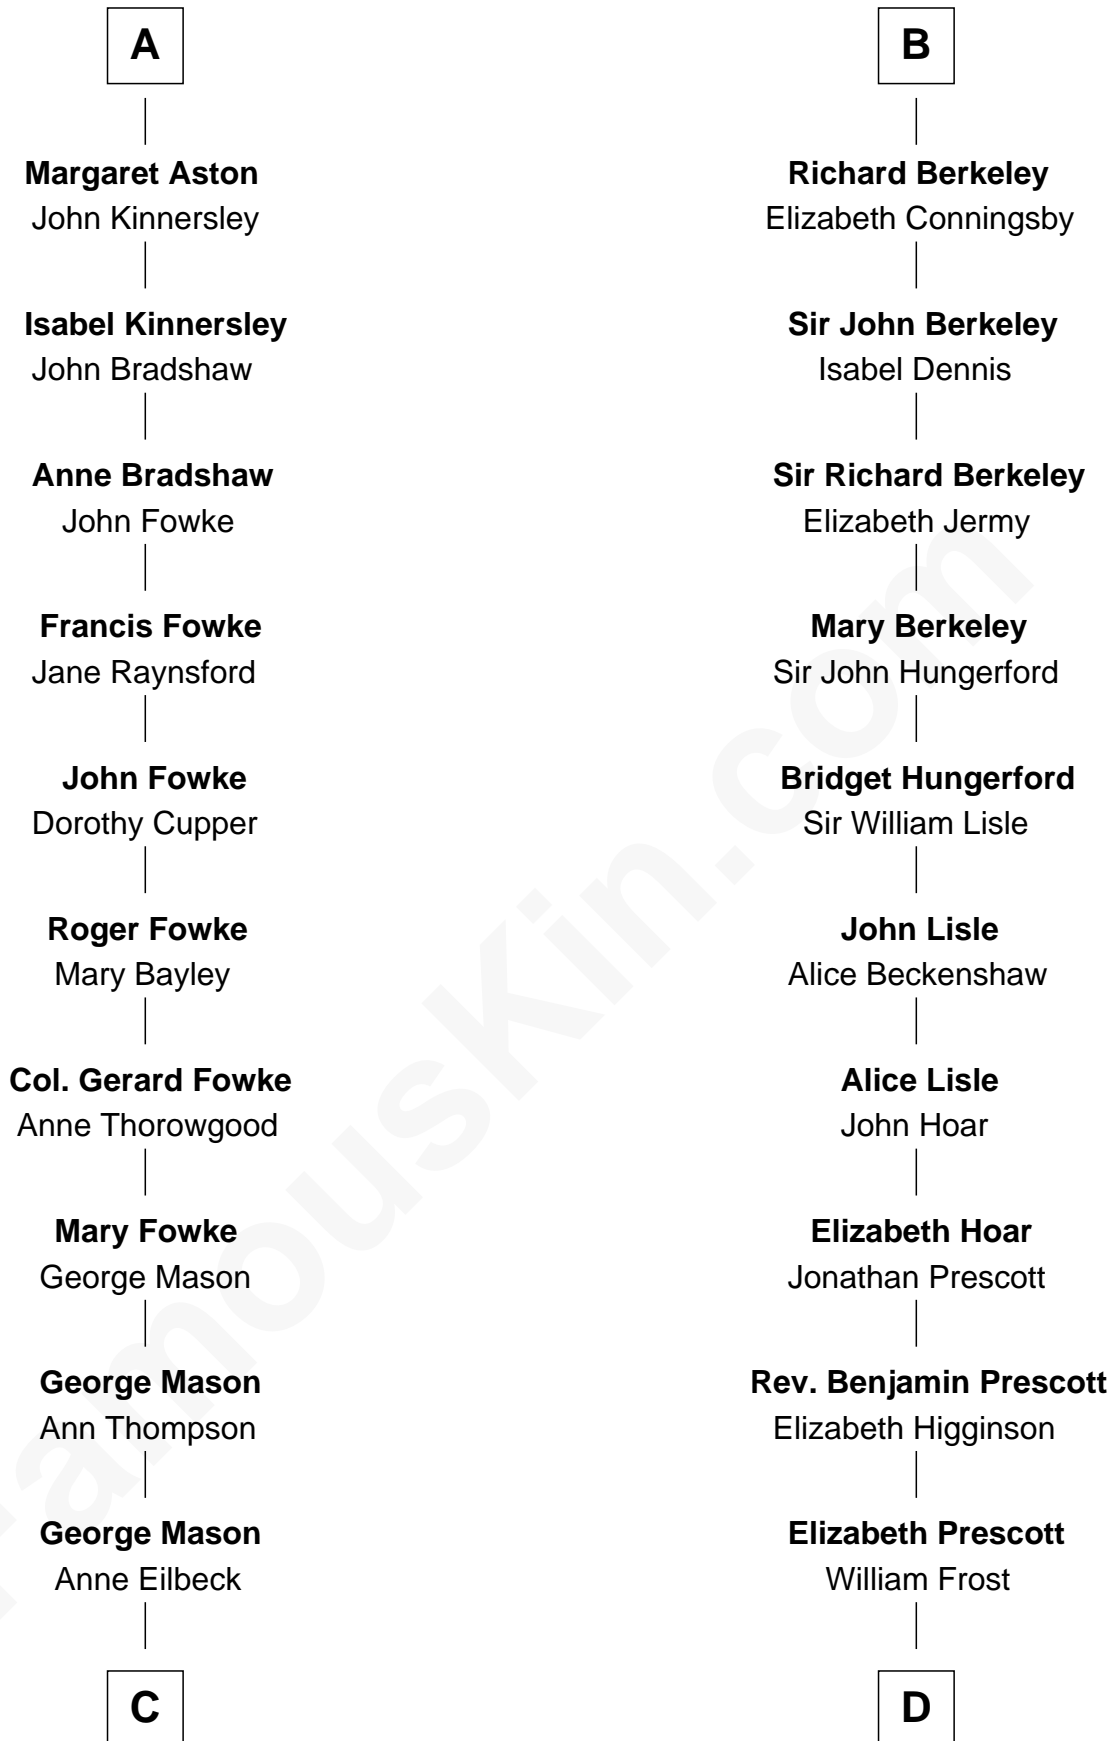 A
Margaret Aston
John Kinnersley
Isabel Kinnersley
John Bradshaw
Anne Bradshaw
John Fowke
Francis Fowke
Jane Raynsford
John Fowke
Dorothy Cupper
Roger Fowke
Mary Bayley
Col. Gerard Fowke
Anne Thorowgood
Mary Fowke
George Mason
George Mason
Ann Thompson
George Mason
Anne Eilbeck
C
B
Richard Berkeley
Elizabeth Conningsby
Sir John Berkeley
Isabel Dennis
Sir Richard Berkeley
Elizabeth Jermy
Mary Berkeley
Sir John Hungerford
Bridget Hungerford
Sir William Lisle
John Lisle
Alice Beckenshaw
Alice Lisle
John Hoar
Elizabeth Hoar
Jonathan Prescott
Rev. Benjamin Prescott
Elizabeth Higginson
Elizabeth Prescott
William Frost
D
FamousKin.com